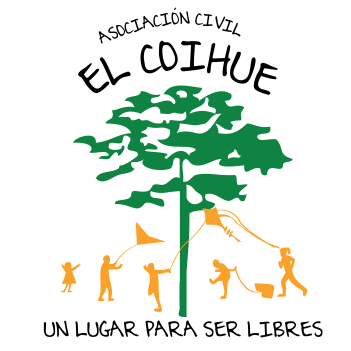 ASOCIACIÓN CIVIL
EL COIHUE
UN LUGAR PARA SER LIBRES